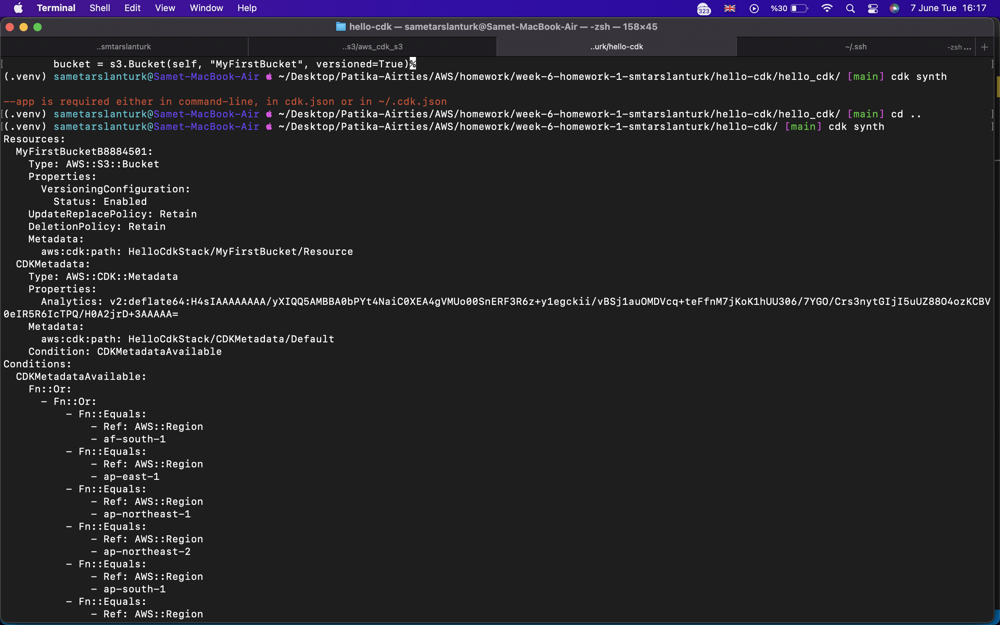 Terminal Shell Edit View Window Help 323 %30 7 June Tue 16:17
hello-cdk — sametarslanturk@Samet-MacBook-Air — -zsh — 158×45
..smtarslanturk ..s3/aws_cdk_s3 ..urk/hello-cdk ~/.ssh -zsh ... +
[        bucket = s3.Bucket(self, "MyFirstBucket", versioned=True)% ]
(.venv) sametarslanturk@Samet-MacBook-Air ~/Desktop/Patika-Airties/AWS/homework/week-6-homework-1-smtarslanturk/hello-cdk/hello_cdk/ [main] cdk synth
--app is required either in command-line, in cdk.json or in ~/.cdk.json
[(.venv) sametarslanturk@Samet-MacBook-Air ~/Desktop/Patika-Airties/AWS/homework/week-6-homework-1-smtarslanturk/hello-cdk/hello_cdk/ [main] cd .. ]
[(.venv) sametarslanturk@Samet-MacBook-Air ~/Desktop/Patika-Airties/AWS/homework/week-6-homework-1-smtarslanturk/hello-cdk/ [main] cdk synth ]
Resources:
  MyFirstBucketB8884501:
    Type: AWS::S3::Bucket
    Properties:
      VersioningConfiguration:
        Status: Enabled
    UpdateReplacePolicy: Retain
    DeletionPolicy: Retain
    Metadata:
      aws:cdk:path: HelloCdkStack/MyFirstBucket/Resource
  CDKMetadata:
    Type: AWS::CDK::Metadata
    Properties:
      Analytics: v2:deflate64:H4sIAAAAAAAA/yXIQQ5AMBBA0bPYt4NaiC0XEA4gVMUo00SnERF3R6z+y1egckii/vBSj1auOMDVcq+teFfnM7jKoK1hUU306/7YGO/Crs3nytGIjI5uUZ88O4ozKCBV
0eIR5R6IcTPQ/H0A2jrD+3AAAAA=
    Metadata:
      aws:cdk:path: HelloCdkStack/CDKMetadata/Default
    Condition: CDKMetadataAvailable
Conditions:
  CDKMetadataAvailable:
    Fn::Or:
      - Fn::Or:
          - Fn::Equals:
              - Ref: AWS::Region
              - af-south-1
          - Fn::Equals:
              - Ref: AWS::Region
              - ap-east-1
          - Fn::Equals:
              - Ref: AWS::Region
              - ap-northeast-1
          - Fn::Equals:
              - Ref: AWS::Region
              - ap-northeast-2
          - Fn::Equals:
              - Ref: AWS::Region
              - ap-south-1
          - Fn::Equals:
              - Ref: AWS::Region